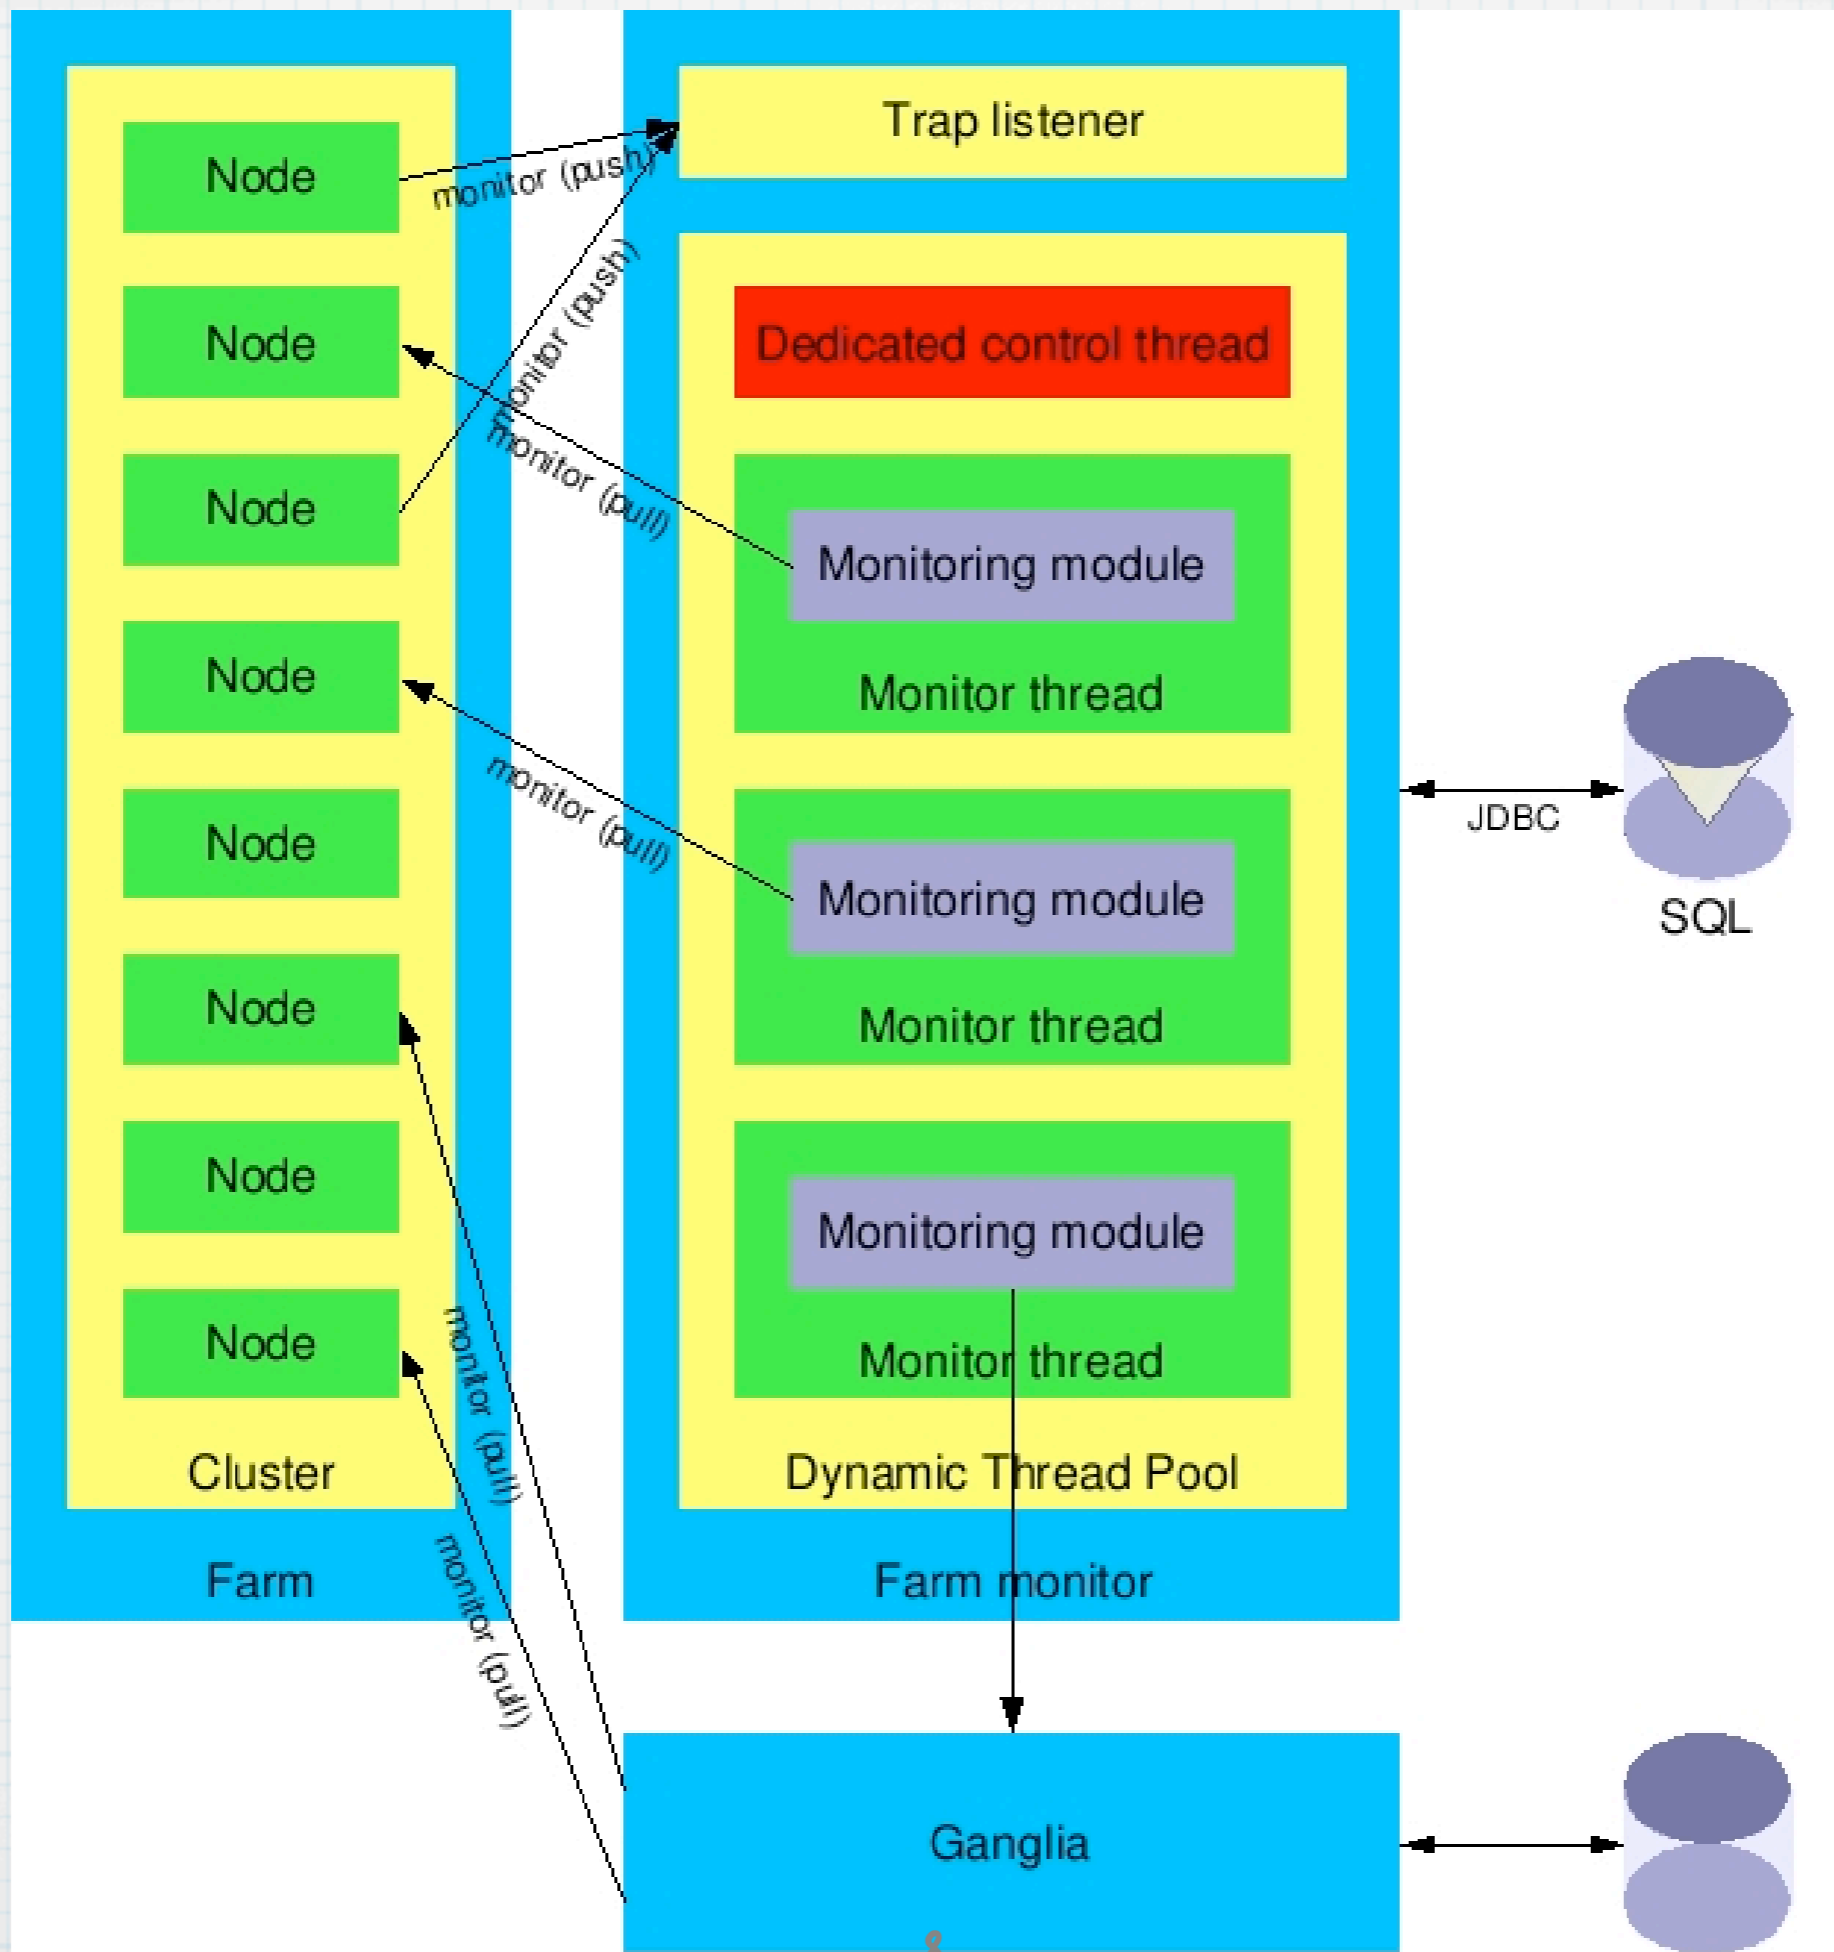 Node
Node
Node
Node
Node
Node
Node
Node
Cluster
Farm
monitor (push)
monitor (push)
monitor (pull)
monitor (pull)
monitor (pull)
monitor (pull)
Trap listener
Dedicated control thread
Monitoring module
Monitor thread
Monitoring module
Monitor thread
Monitoring module
Monitor thread
Dynamic Thread Pool
Farm monitor
JDBC
SQL
Ganglia